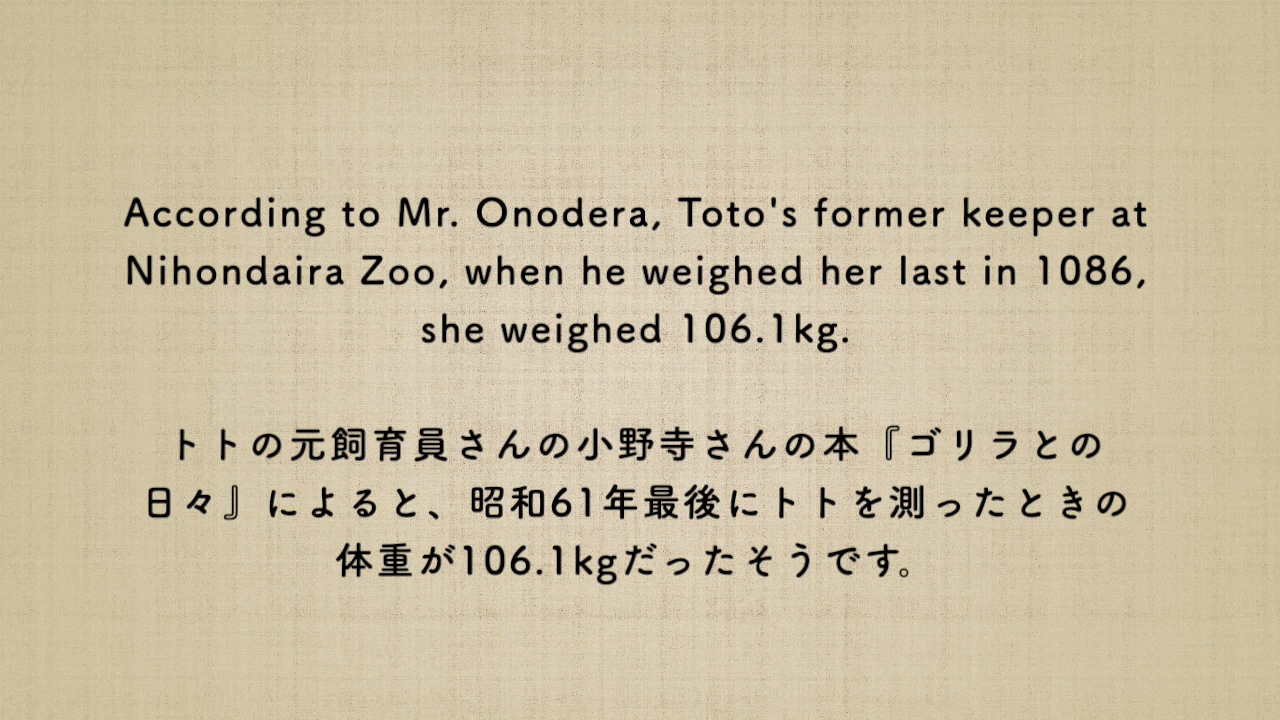 According to Mr. Onodera, Toto's former keeper at
Nihondaira Zoo, when he weighed her last in 1086,
she weighed 106.1kg.
トトの元飼育員さんの小野寺さんの本『ゴリラとの
日々』によると、昭和61年最後にトトを測ったときの
体重が106.1kgだったそうです。